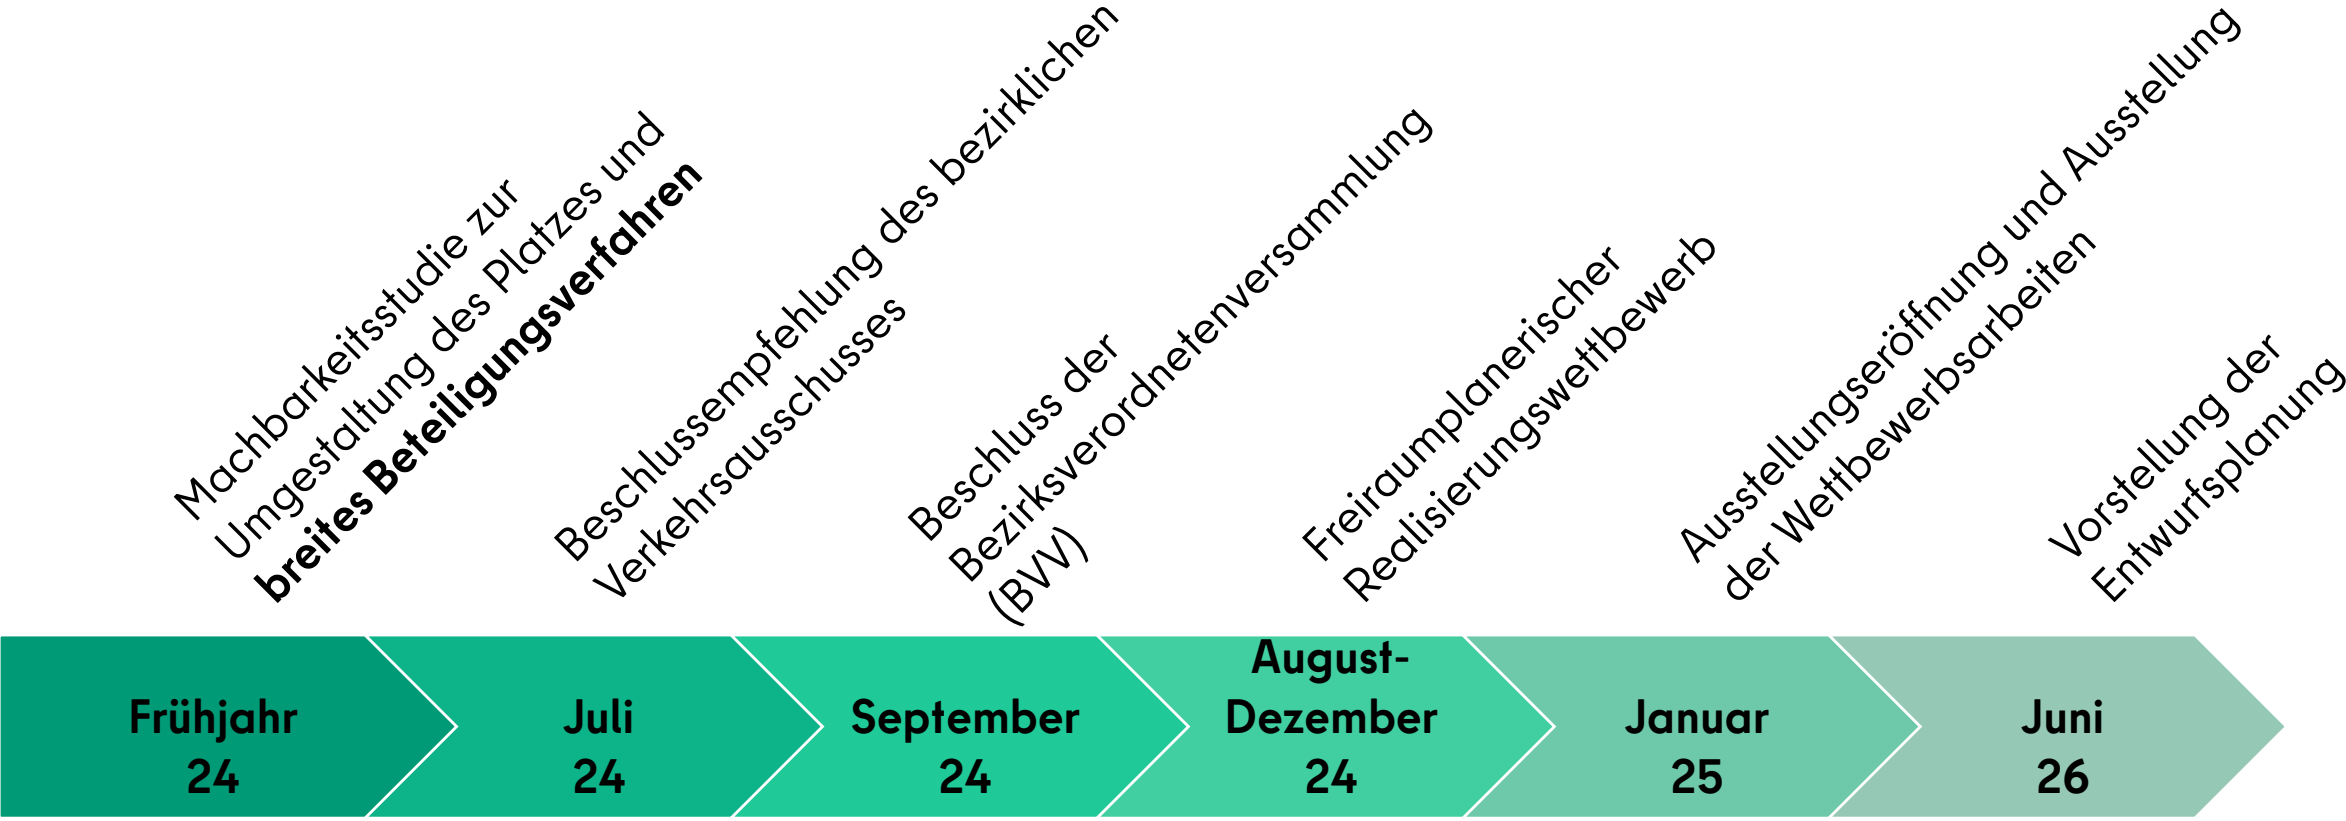 Machbarkeitsstudie zur
Umgestaltung des Platzes und
breites Beteiligungsverfahren
Beschlussempfehlung des bezirklichen
Verkehrsausschusses
Beschluss der
Bezirksverordnetenversammlung
(BVV)
Freiraumplanerischer
Realisierungswettbewerb
Ausstellungseröffnung und Ausstellung
der Wettbewerbsarbeiten
Vorstellung der
Entwurfsplanung
Frühjahr
24
Juli
24
September
24
August-
Dezember
24
Januar
25
Juni
26